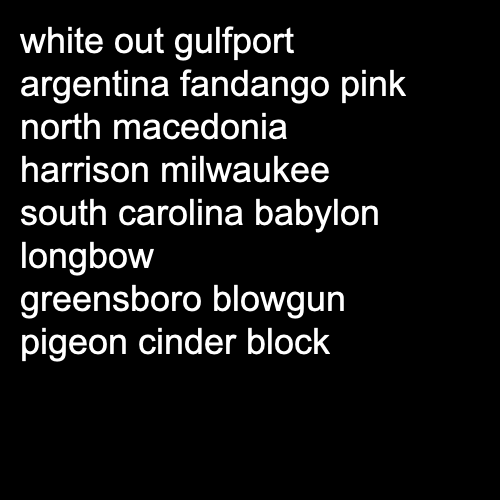 white out gulfport
argentina fandango pink
north macedonia
harrison milwaukee
south carolina babylon
longbow
greensboro blowgun
pigeon cinder block